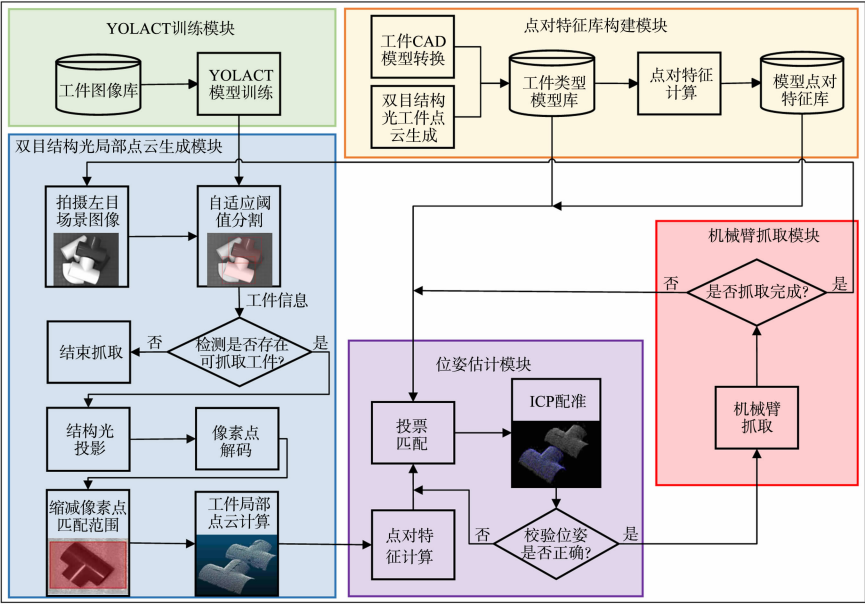 YOLACT训练模块
工件图像库
YOLACT
模型训练
点对特征库构建模块
工件CAD
模型转换
双目结构
光工件点
云生成
工件类型
模型库
点对特征
计算
模型点对
特征库
双目结构光局部点云生成模块
拍摄左目
场景图像
自适应阈
值分割
工件信息
检测是否存在
可抓取工件?
否
是
结束抓取
结构光
投影
像素点
解码
缩减像素点
匹配范围
工件局部
点云计算
位姿估计模块
投票
匹配
ICP配准
点对特
征计算
校验位姿
是否正确?
否
是
机械臂抓取模块
是否抓取完成?
否
是
机械臂
抓取